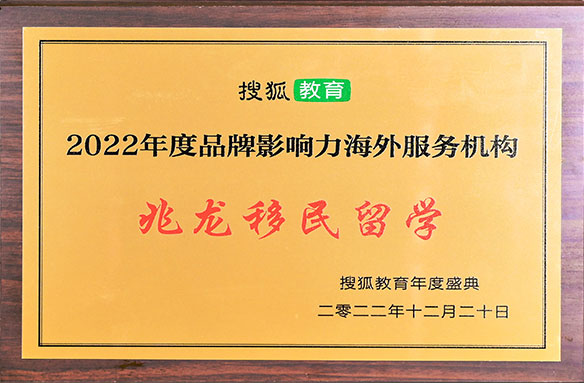 搜狐 教育
2022年度品牌影响力海外服务机构
兆龙移民留学
搜狐教育年度盛典
二零二二年十二月二十日